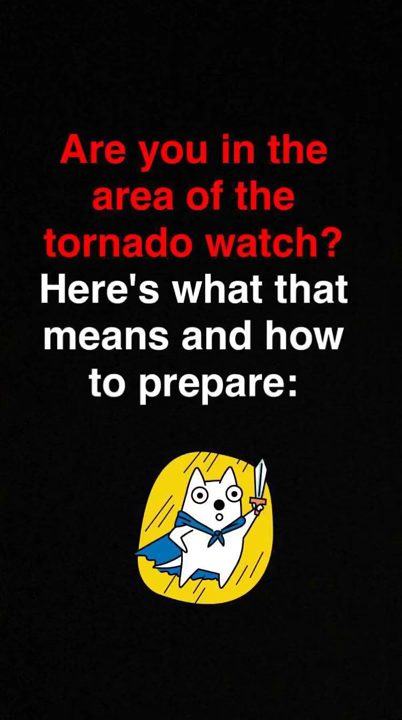 Are you in the
area of the
tornado watch?
Here's what that
means and how
to prepare: